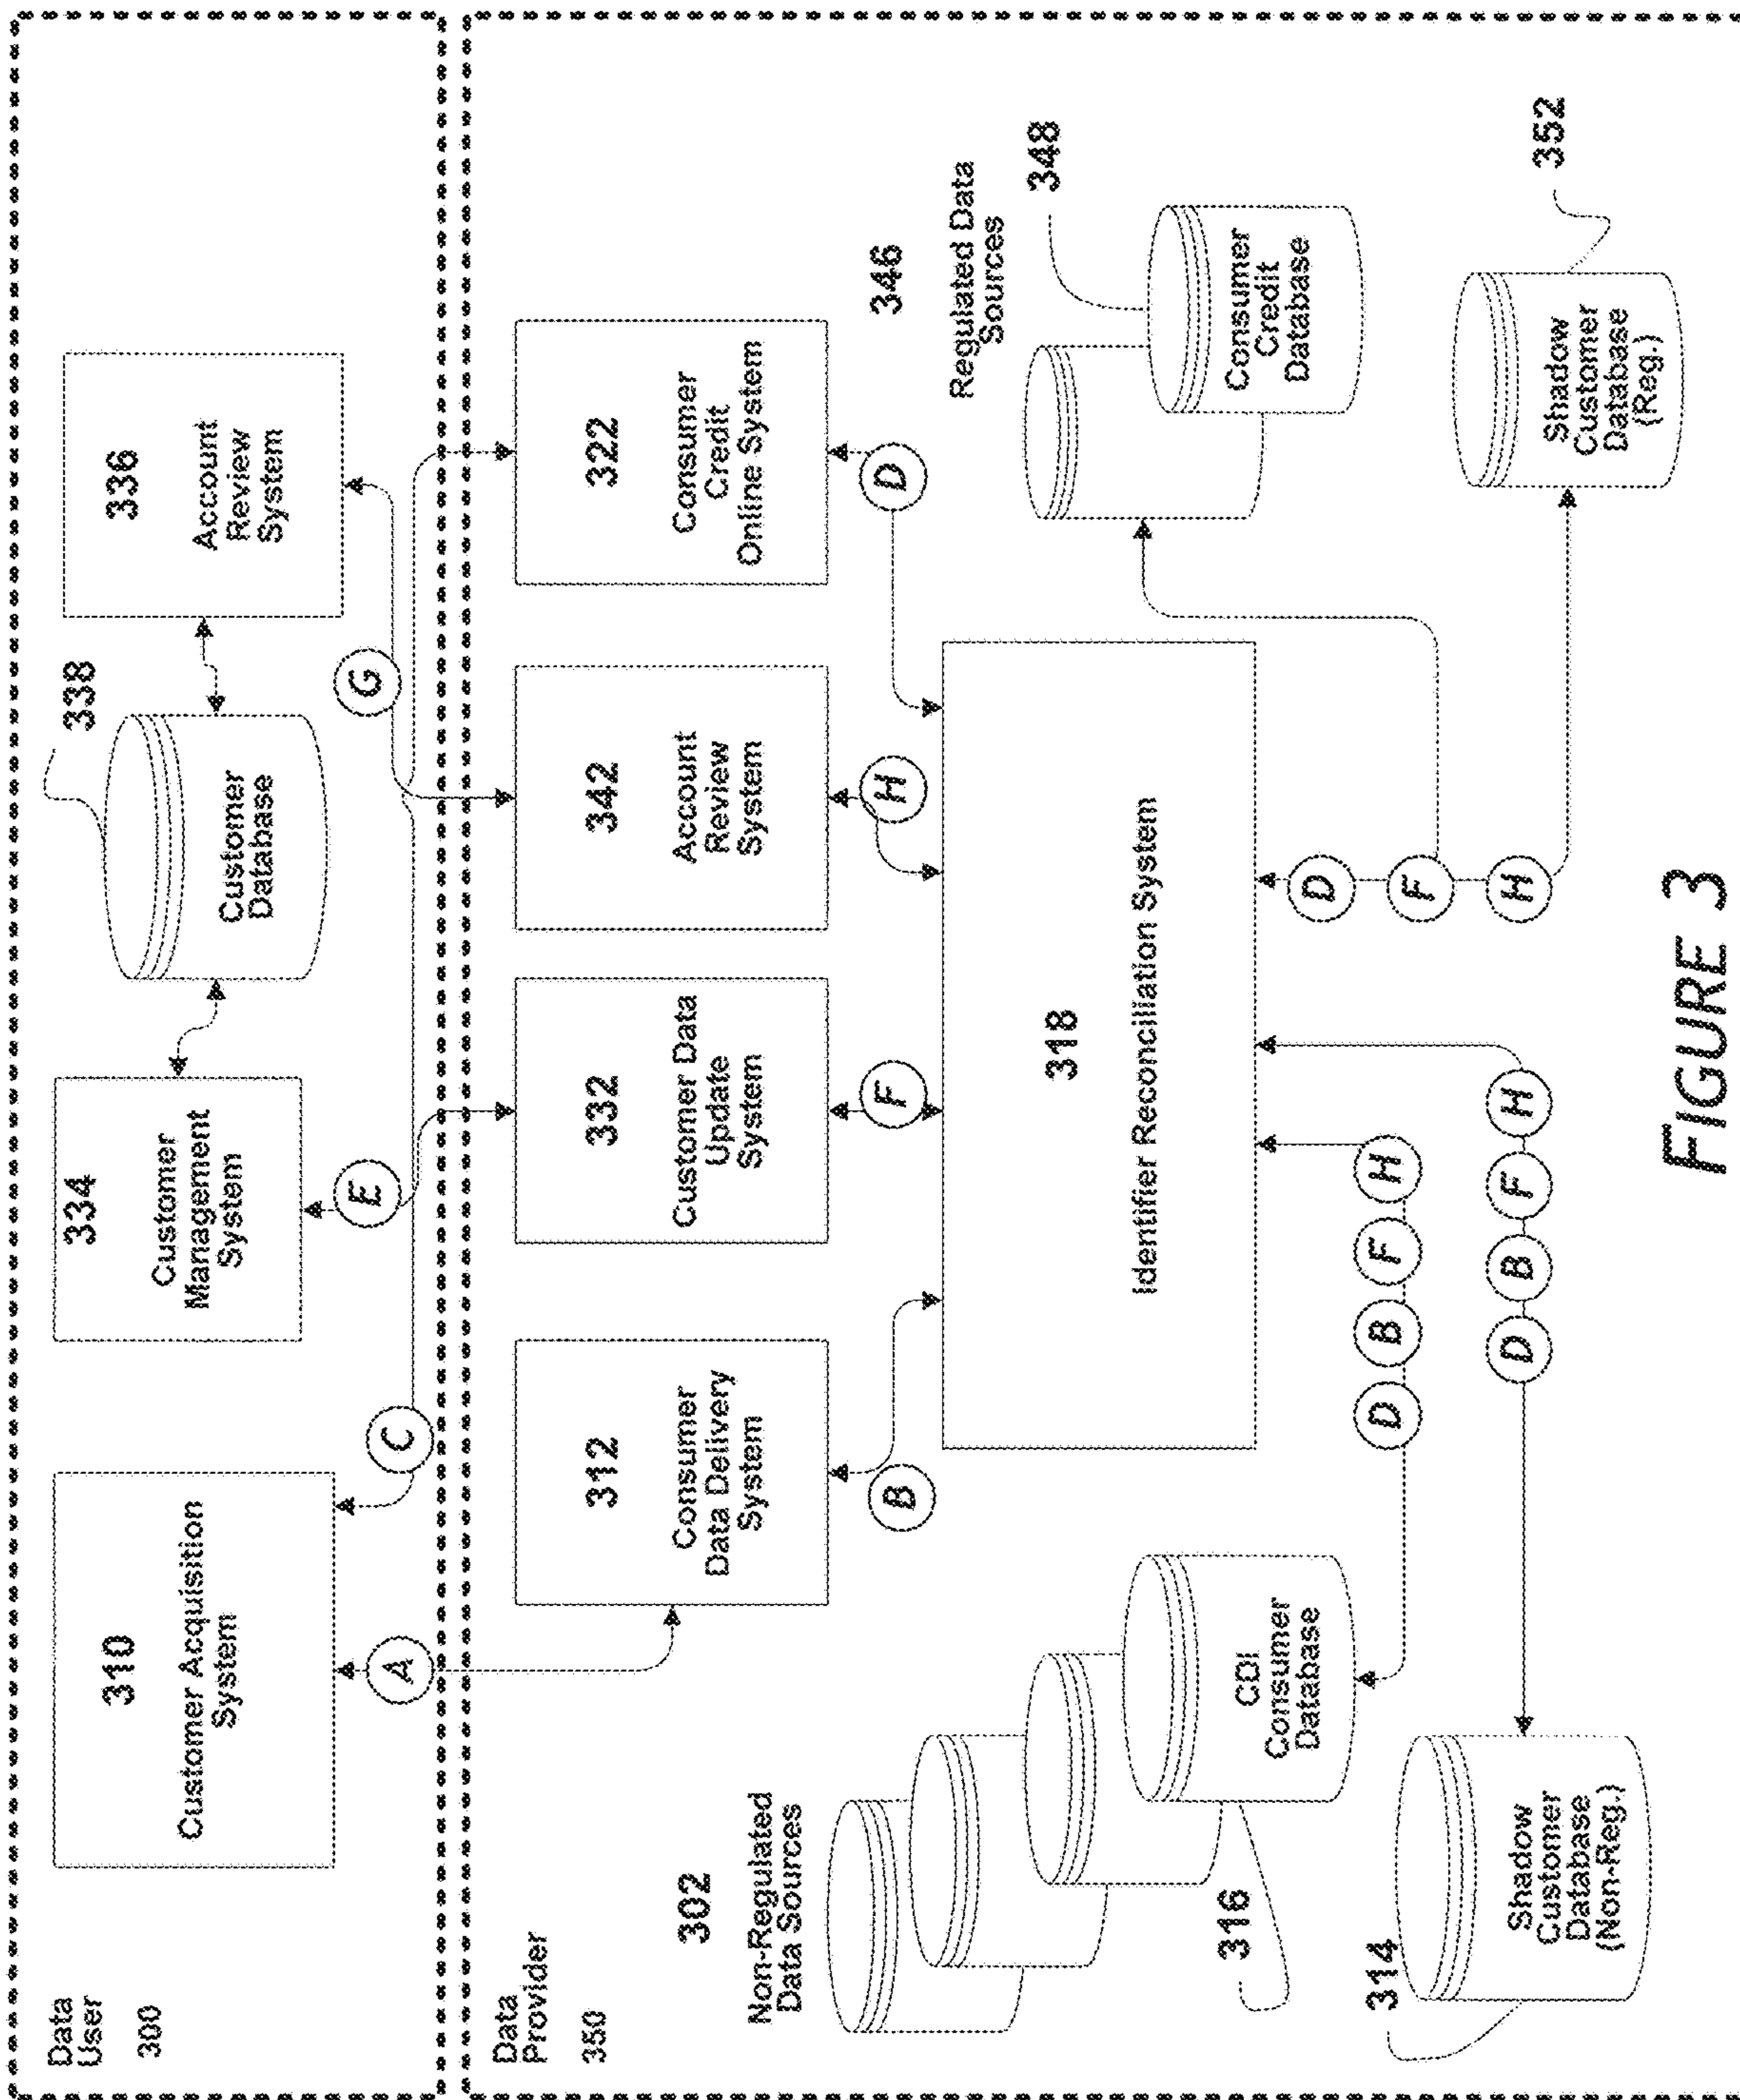 Data
User
300
310
Customer Acquisition
System
334
Customer
Management
System
338
Customer
Database
336
Account
Review
System
A
C
E
G
Data
Provider
350
312
Consumer
Data Delivery
System
332
Customer Data
Update
System
342
Account
Review
System
322
Consumer
Credit
Online System
B
F
H
D
302
Non-Regulated
Data Sources
318
Identifier Reconciliation System
346
Regulated Data
Sources
348
Consumer
Credit
Database
316
CDI
Consumer
Database
D
B
F
H
D
F
H
314
Shadow
Customer
Database
(Non-Reg.)
D
B
F
H
352
Shadow
Customer
Database
(Reg.)
FIGURE 3